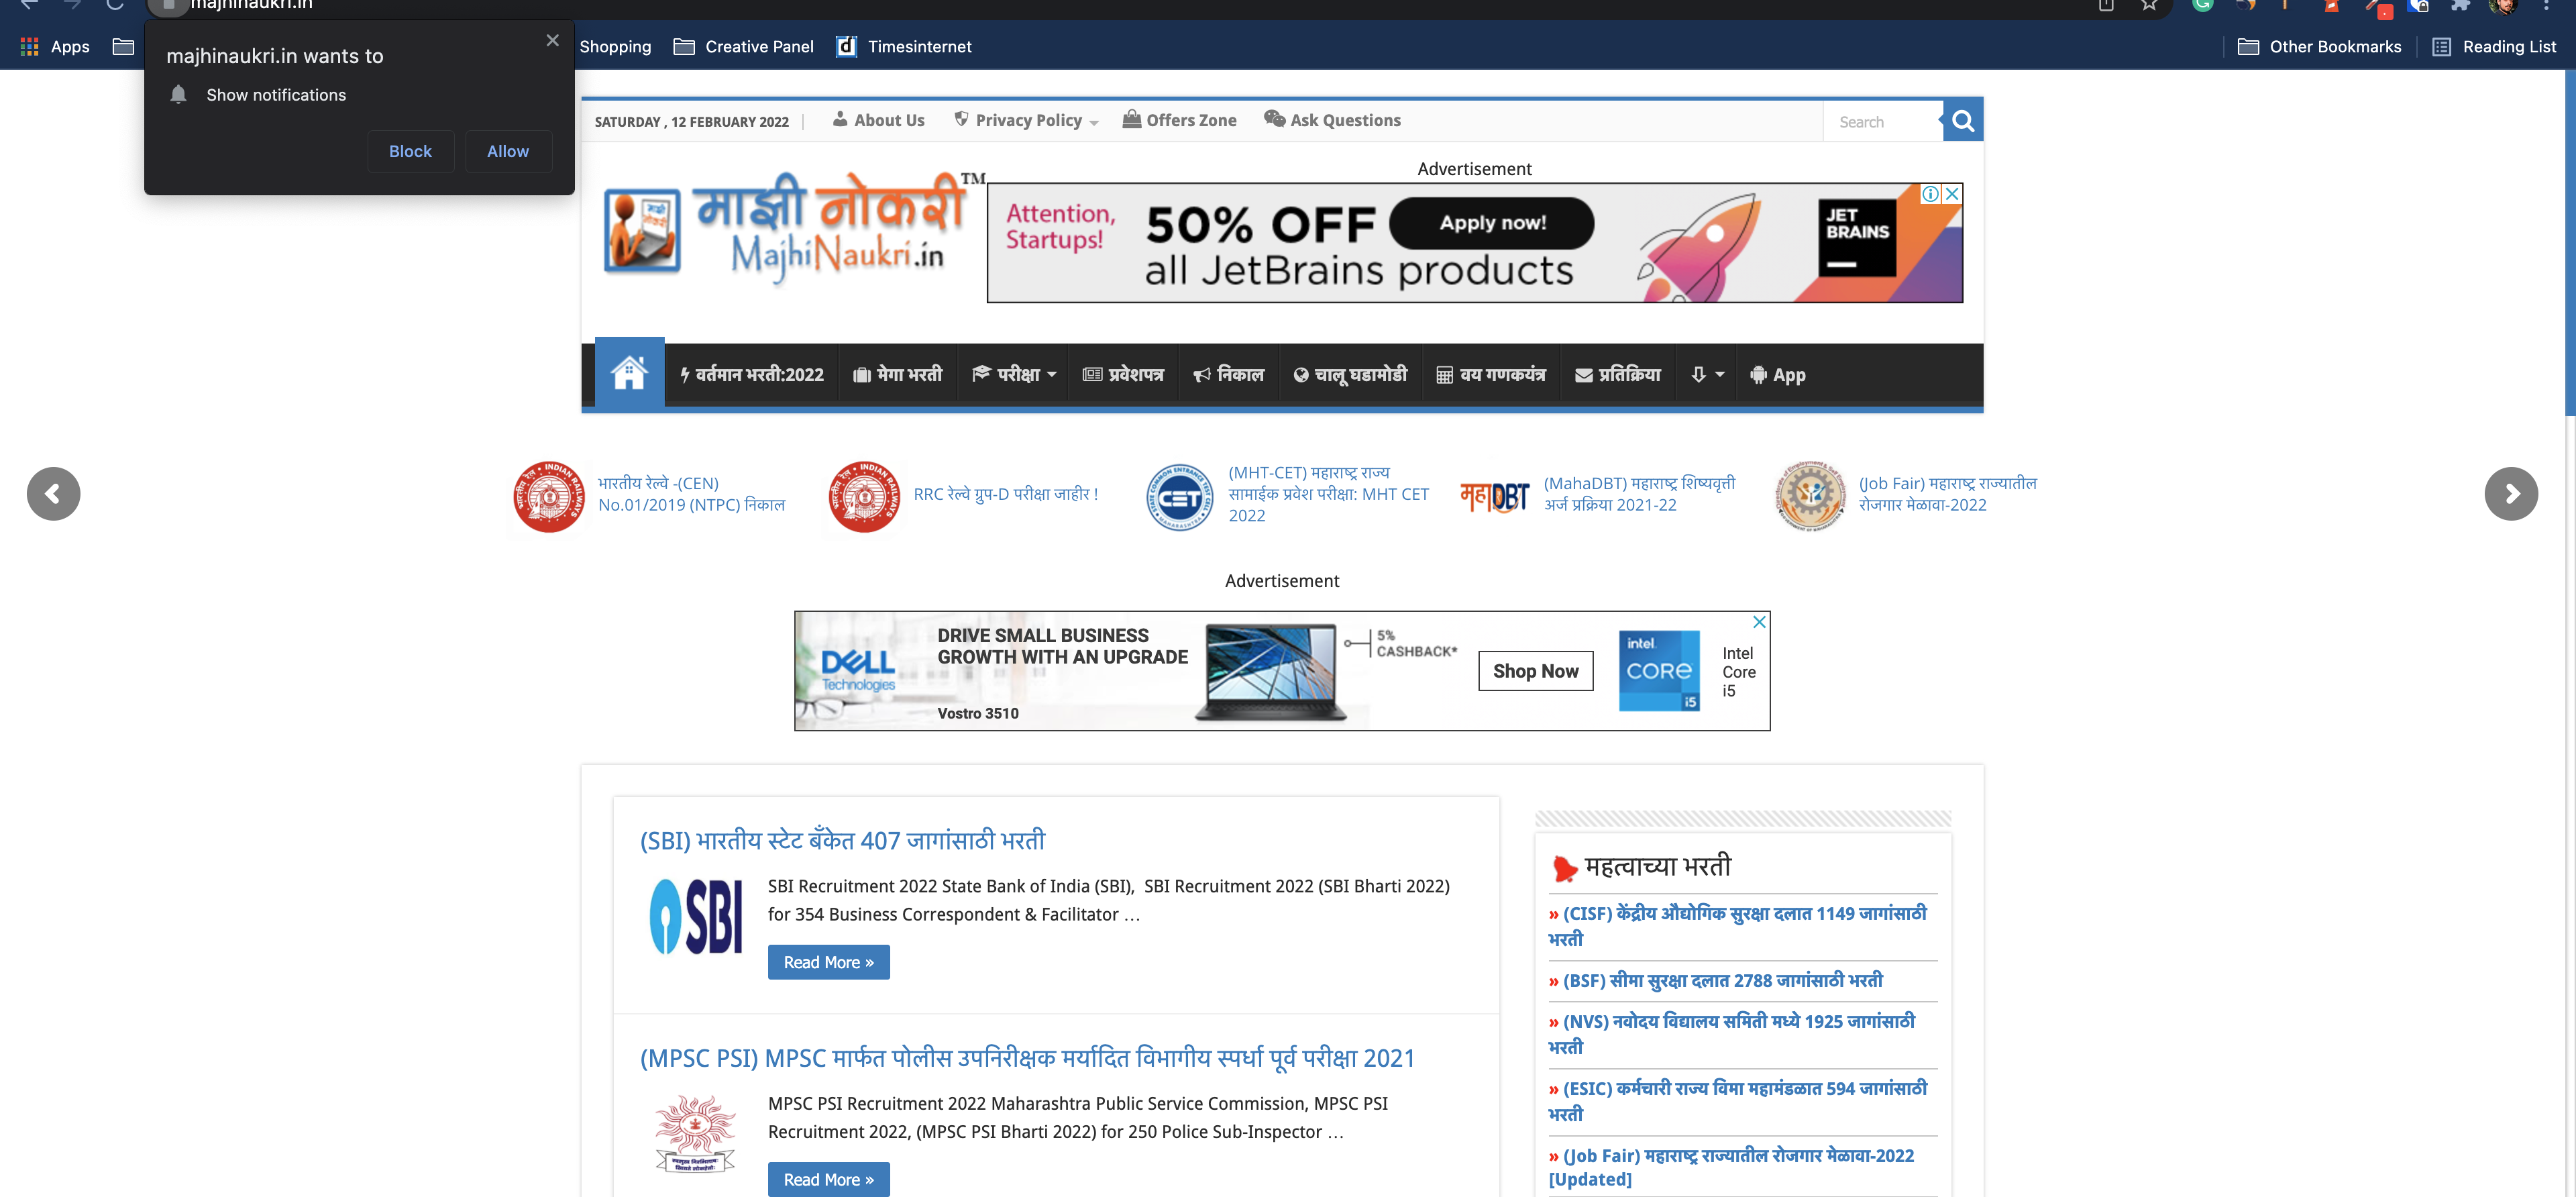 majhinaukri.in
Apps
Shopping
Creative Panel
Timesinternet
Other Bookmarks
Reading List
majhinaukri.in wants to
Show notifications
Block
Allow
SATURDAY , 12 FEBRUARY 2022
About Us
Privacy Policy
Offers Zone
Ask Questions
Search
माझी नोकरी™
MajhiNaukri.in
Advertisement
Attention,
Startups!
50% OFF
all JetBrains products
Apply now!
JET
BRAINS
वर्तमान भरती:2022
मेगा भरती
परीक्षा
प्रवेशपत्र
निकाल
चालू घडामोडी
वय गणकयंत्र
प्रतिक्रिया
App
भारतीय रेल्वे -(CEN)
No.01/2019 (NTPC) निकाल
RRC रेल्वे ग्रुप-D परीक्षा जाहीर !
CET
(MHT-CET) महाराष्ट्र राज्य
सामाईक प्रवेश परीक्षा: MHT CET
2022
महाDBT
(MahaDBT) महाराष्ट्र शिष्यवृत्ती
अर्ज प्रक्रिया 2021-22
(Job Fair) महाराष्ट्र राज्यातील
रोजगार मेळावा-2022
Advertisement
DELL
Technologies
DRIVE SMALL BUSINESS
GROWTH WITH AN UPGRADE
Vostro 3510
5%
CASHBACK*
Shop Now
intel.
CORE
i5
Intel
Core
i5
(SBI) भारतीय स्टेट बँकेत 407 जागांसाठी भरती
SBI
SBI Recruitment 2022 State Bank of India (SBI),  SBI Recruitment 2022 (SBI Bharti 2022)
for 354 Business Correspondent & Facilitator …
Read More »
(MPSC PSI) MPSC मार्फत पोलीस उपनिरीक्षक मर्यादित विभागीय स्पर्धा पूर्व परीक्षा 2021
MPSC PSI Recruitment 2022 Maharashtra Public Service Commission, MPSC PSI
Recruitment 2022, (MPSC PSI Bharti 2022) for 250 Police Sub-Inspector …
Read More »
महत्वाच्या भरती
» (CISF) केंद्रीय औद्योगिक सुरक्षा दलात 1149 जागांसाठी
भरती
» (BSF) सीमा सुरक्षा दलात 2788 जागांसाठी भरती
» (NVS) नवोदय विद्यालय समिती मध्ये 1925 जागांसाठी
भरती
» (ESIC) कर्मचारी राज्य विमा महामंडळात 594 जागांसाठी
भरती
» (Job Fair) महाराष्ट्र राज्यातील रोजगार मेळावा-2022
[Updated]